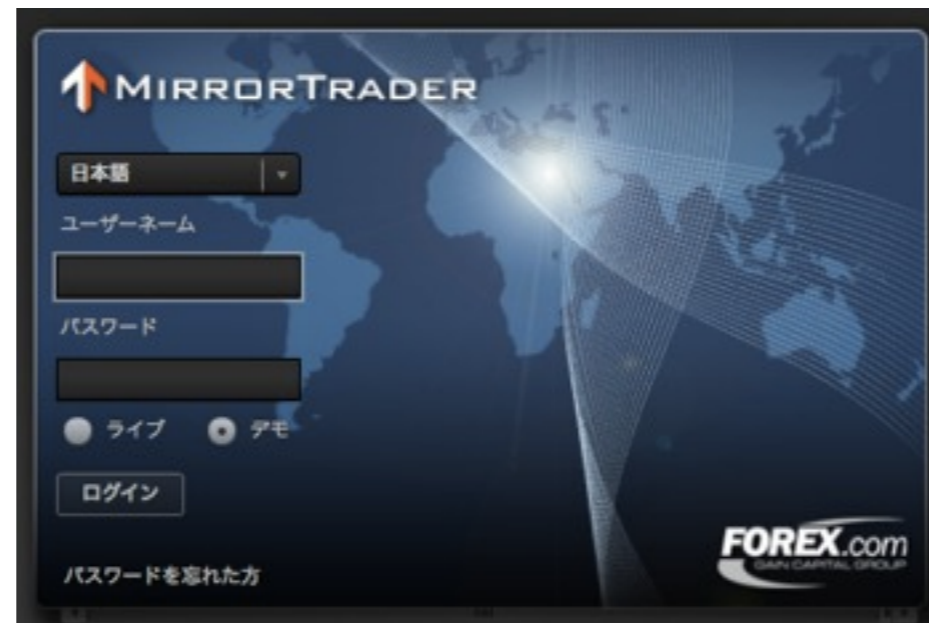 MIRRORTRADER
日本語
ユーザーネーム
パスワード
ライブ デモ
ログイン
パスワードを忘れた方
FOREX.com
GAIN CAPITAL GROUP